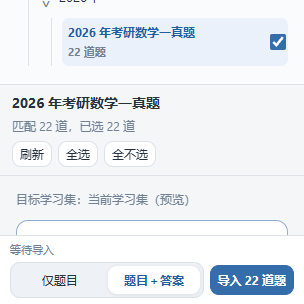 2026 年考研数学一真题
22 道题
2026 年考研数学一真题
匹配 22 道，已选 22 道
刷新 全选 全不选
目标学习集：当前学习集（预览）
等待导入
仅题目 题目 + 答案 导入 22 道题